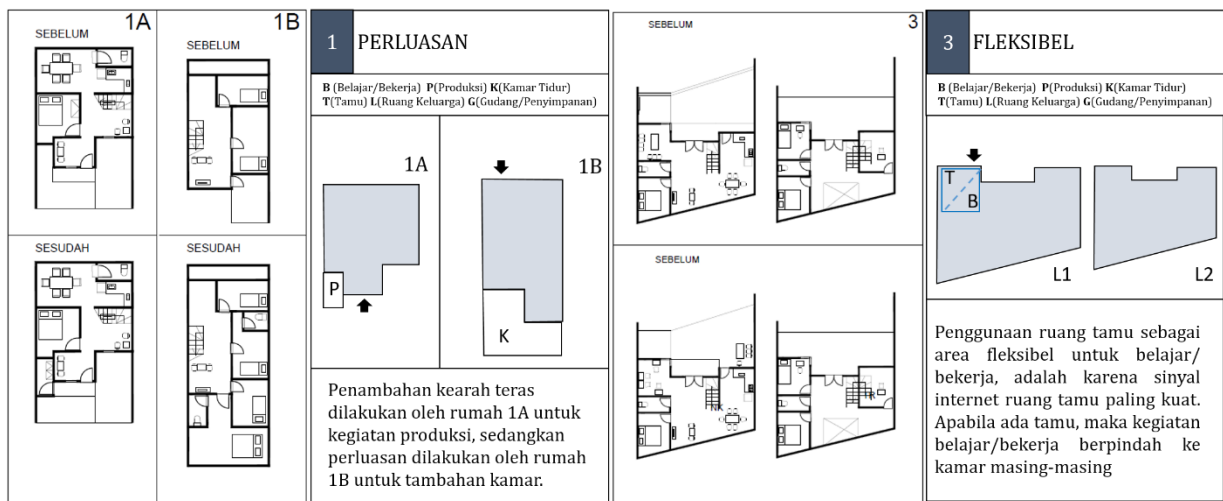 1A
SEBELUM
1B
SEBELUM
SESUDAH
SESUDAH
1 PERLUASAN
B (Belajar/Bekerja) P(Produksi) K(Kamar Tidur)
T(Tamu) L(Ruang Keluarga) G(Gudang/Penyimpanan)
1A
P
1B
K
Penambahan kearah teras
dilakukan oleh rumah 1A untuk
kegiatan produksi, sedangkan
perluasan dilakukan oleh rumah
1B untuk tambahan kamar.
SEBELUM
3
SEBELUM
NK
TR
3 FLEKSIBEL
B (Belajar/Bekerja) P(Produksi) K(Kamar Tidur)
T(Tamu) L(Ruang Keluarga) G(Gudang/Penyimpanan)
T
B
L1
L2
Penggunaan ruang tamu sebagai
area fleksibel untuk belajar/
bekerja, adalah karena sinyal
internet ruang tamu paling kuat.
Apabila ada tamu, maka kegiatan
belajar/bekerja berpindah ke
kamar masing-masing